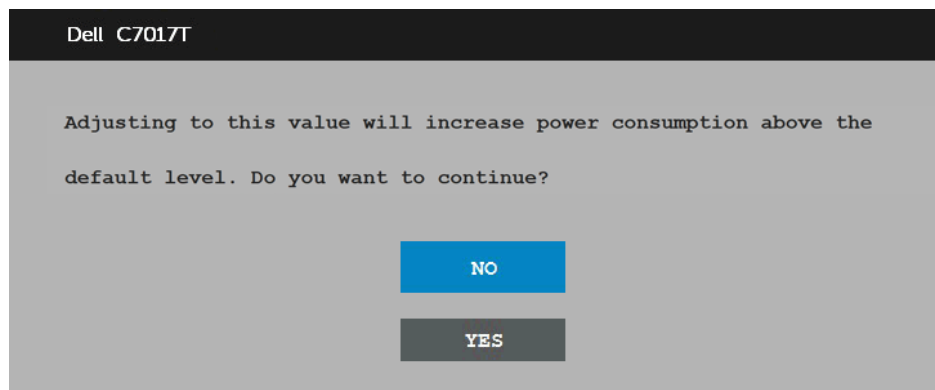 Dell C7017T
Adjusting to this value will increase power consumption above the
default level. Do you want to continue?
NO
YES